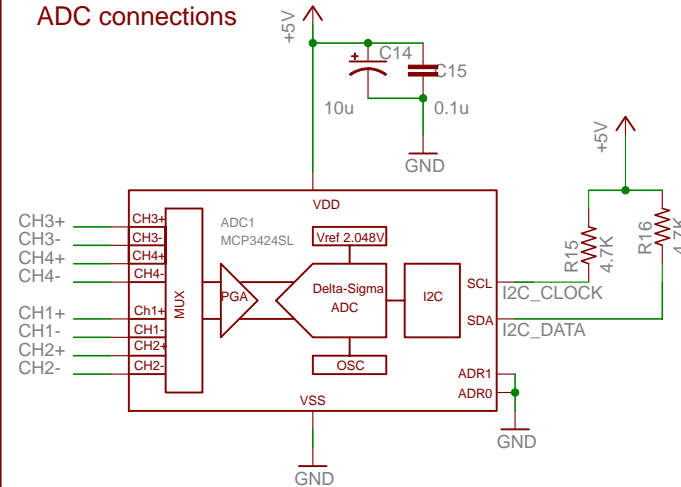 ADC connections
+5V
C14
C15
10u
0.1u
GND
+5V
VDD
CH3+
CH3-
CH4+
CH4-
CH1+
CH1-
CH2+
CH2-
CH3+
CH3-
CH4+
CH4-
Ch1+
CH1-
CH2+
CH2-
MUX
ADC1
MCP3424SL
Vref 2.048V
PGA
Delta-Sigma
ADC
I2C
OSC
SCL
SDA
ADR1
ADR0
VSS
I2C_CLOCK
I2C_DATA
R15
4.7K
R16
4.7K
GND
GND